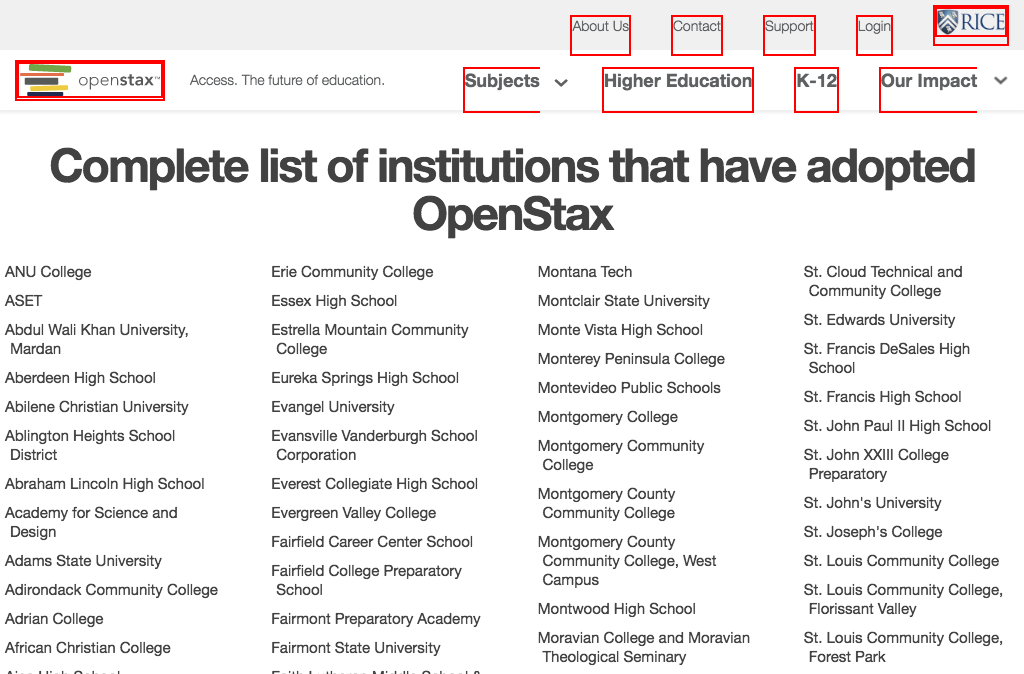 About Us
Contact
Support
Login
RICE
openstax™
Access. The future of education.
Subjects
Higher Education
K-12
Our Impact
Complete list of institutions that have adopted
OpenStax
ANU College
ASET
Abdul Wali Khan University,
Mardan
Aberdeen High School
Abilene Christian University
Ablington Heights School
District
Abraham Lincoln High School
Academy for Science and
Design
Adams State University
Adirondack Community College
Adrian College
African Christian College
Erie Community College
Essex High School
Estrella Mountain Community
College
Eureka Springs High School
Evangel University
Evansville Vanderburgh School
Corporation
Everest Collegiate High School
Evergreen Valley College
Fairfield Career Center School
Fairfield College Preparatory
School
Fairmont Preparatory Academy
Fairmont State University
Montana Tech
Montclair State University
Monte Vista High School
Monterey Peninsula College
Montevideo Public Schools
Montgomery College
Montgomery Community
College
Montgomery County
Community College
Montgomery County
Community College, West
Campus
Montwood High School
Moravian College and Moravian
Theological Seminary
St. Cloud Technical and
Community College
St. Edwards University
St. Francis DeSales High
School
St. Francis High School
St. John Paul II High School
St. John XXIII College
Preparatory
St. John's University
St. Joseph's College
St. Louis Community College
St. Louis Community College,
Florissant Valley
St. Louis Community College,
Forest Park